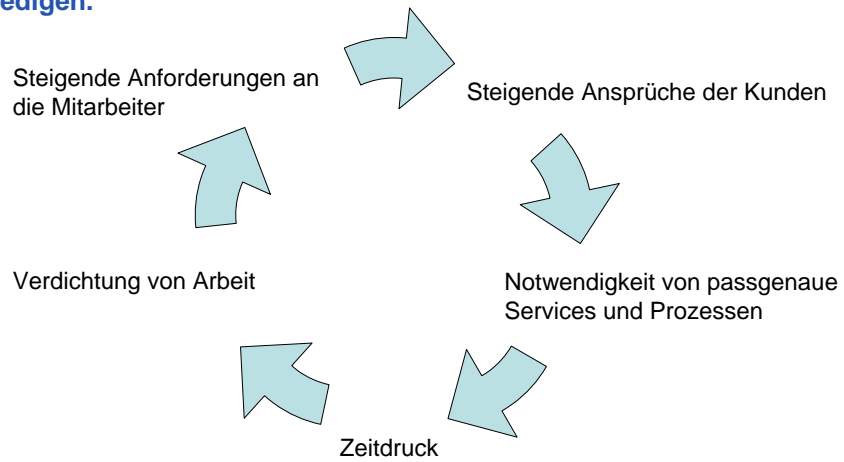 edigen.
Steigende Anforderungen an
die Mitarbeiter
Steigende Ansprüche der Kunden
Notwendigkeit von passgenaue
Services und Prozessen
Zeitdruck
Verdichtung von Arbeit